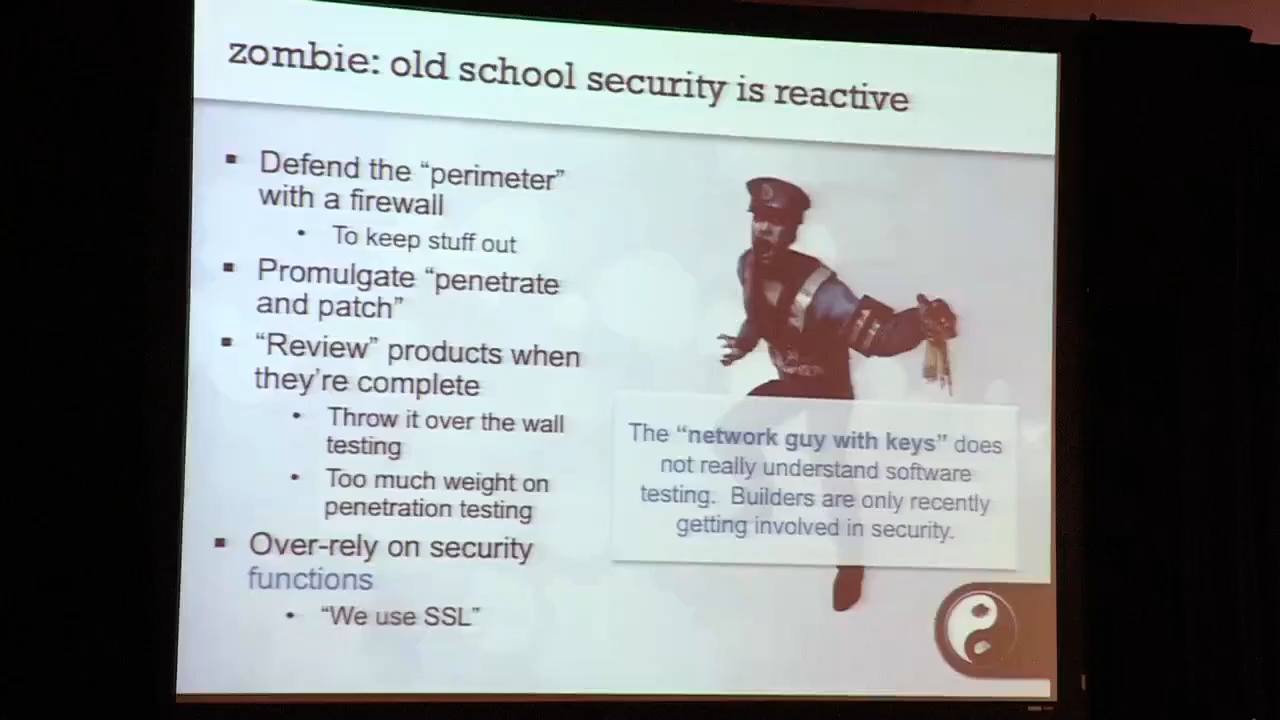 zombie: old school security is reactive
▪ Defend the “perimeter”
with a firewall
• To keep stuff out
▪ Promulgate “penetrate
and patch”
▪ “Review” products when
they’re complete
• Throw it over the wall
testing
• Too much weight on
penetration testing
▪ Over-rely on security
functions
• “We use SSL”
The “network guy with keys” does
not really understand software
testing. Builders are only recently
getting involved in security.